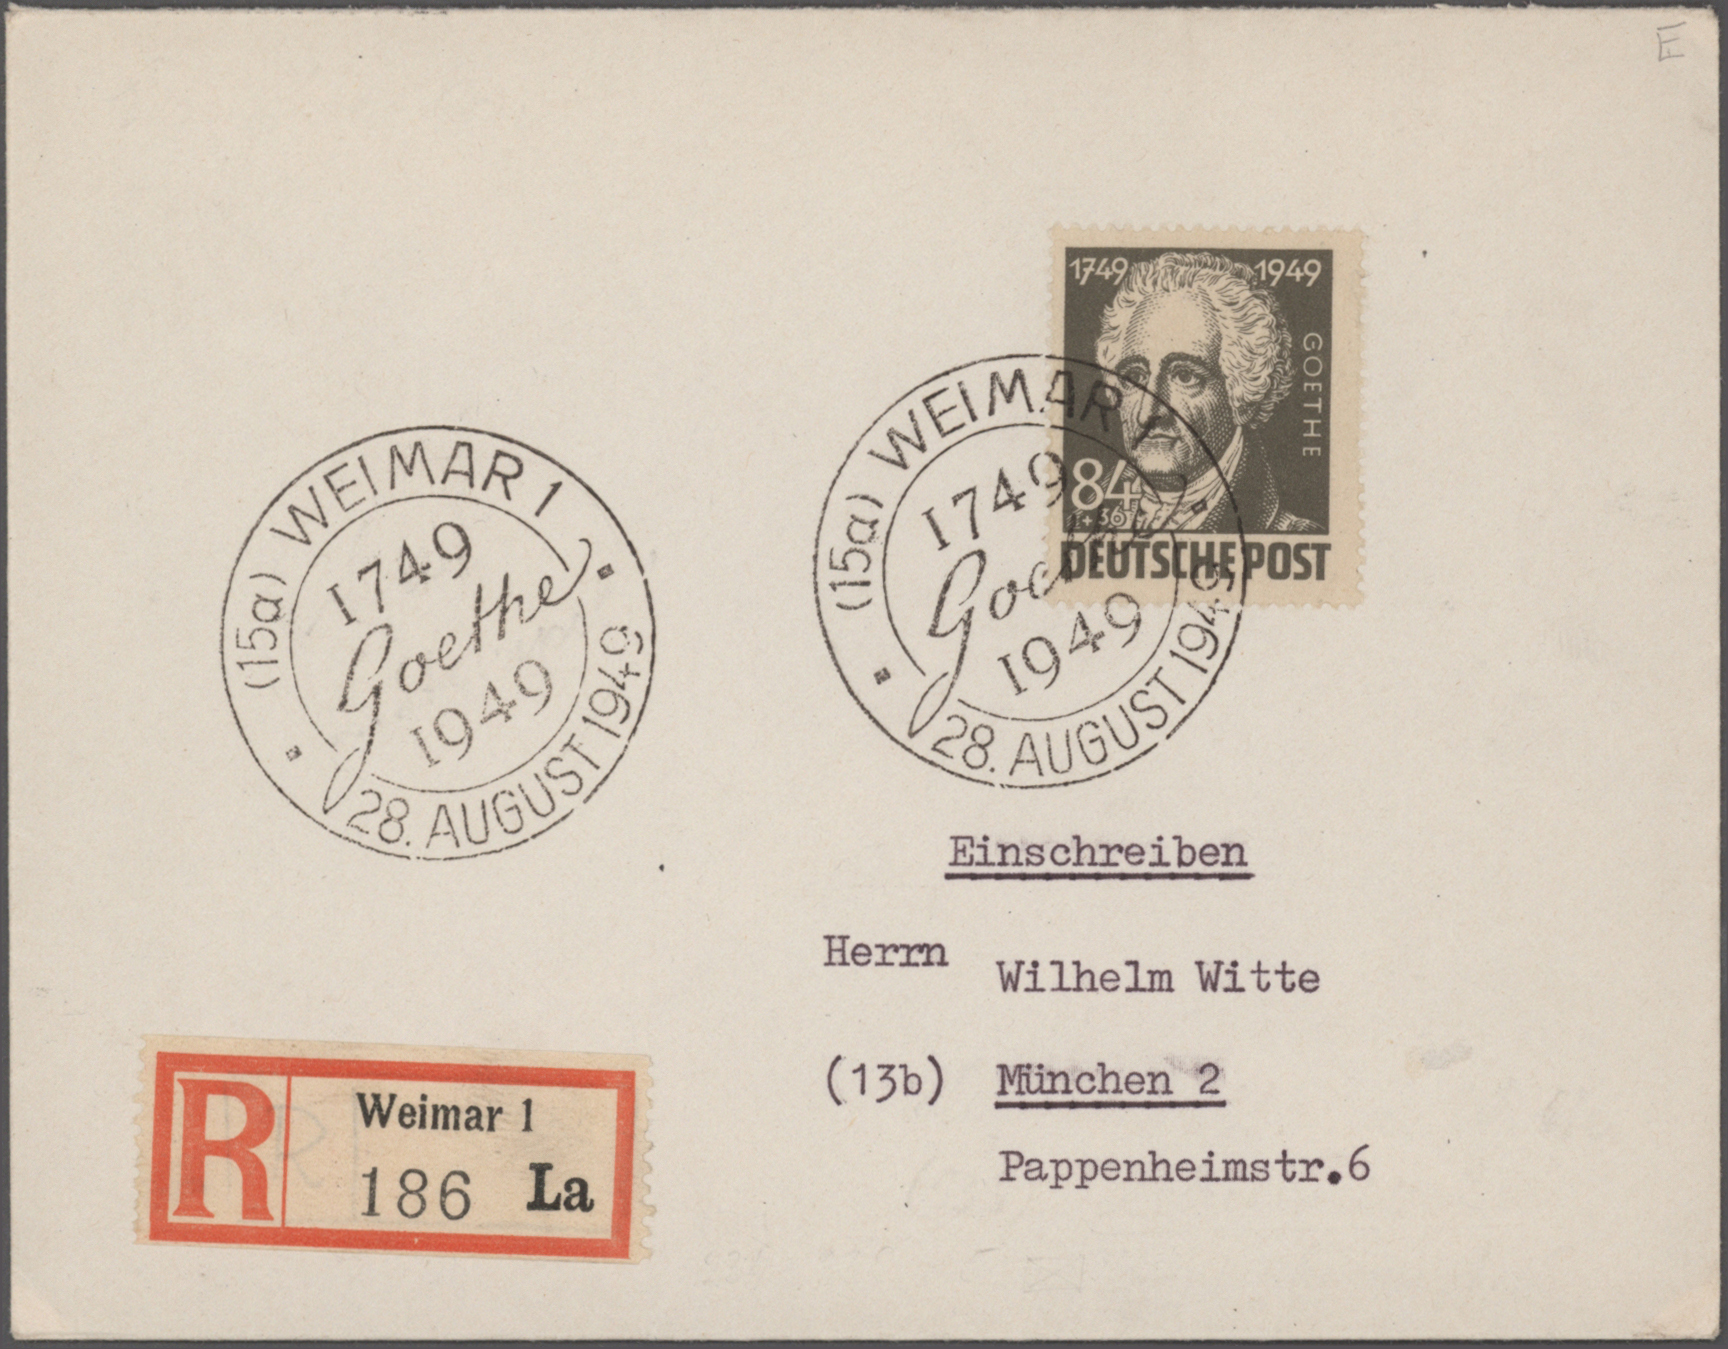 E
1749 1949
GOETHE
84
+36
DEUTSCHE POST
(15a) WEIMAR 1
1749
Goethe
1949
28. AUGUST 1949
(15a) WEIMAR 1
1749
Goethe
1949
28. AUGUST 1949
Einschreiben
Herrn
Wilhelm Witte
(13b) München 2
Pappenheimstr.6
R
Weimar 1
186 La